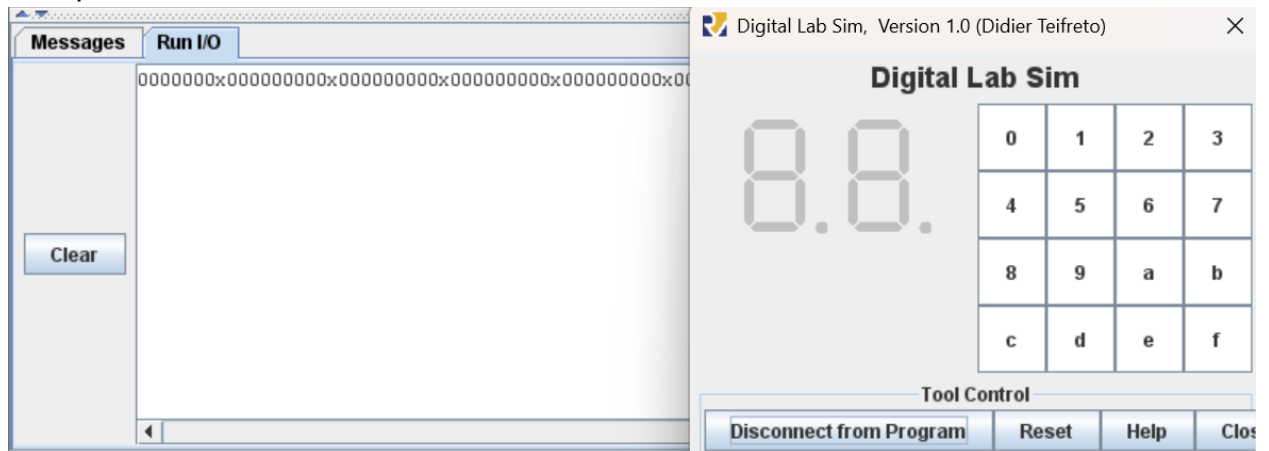 Messages Run I/O
0000000x000000000x000000000x000000000x000000000x00
Clear
Digital Lab Sim, Version 1.0 (Didier Teifreto)
Digital Lab Sim
0 1 2 3
4 5 6 7
8 9 a b
c d e f
Tool Control
Disconnect from Program Reset Help Clos